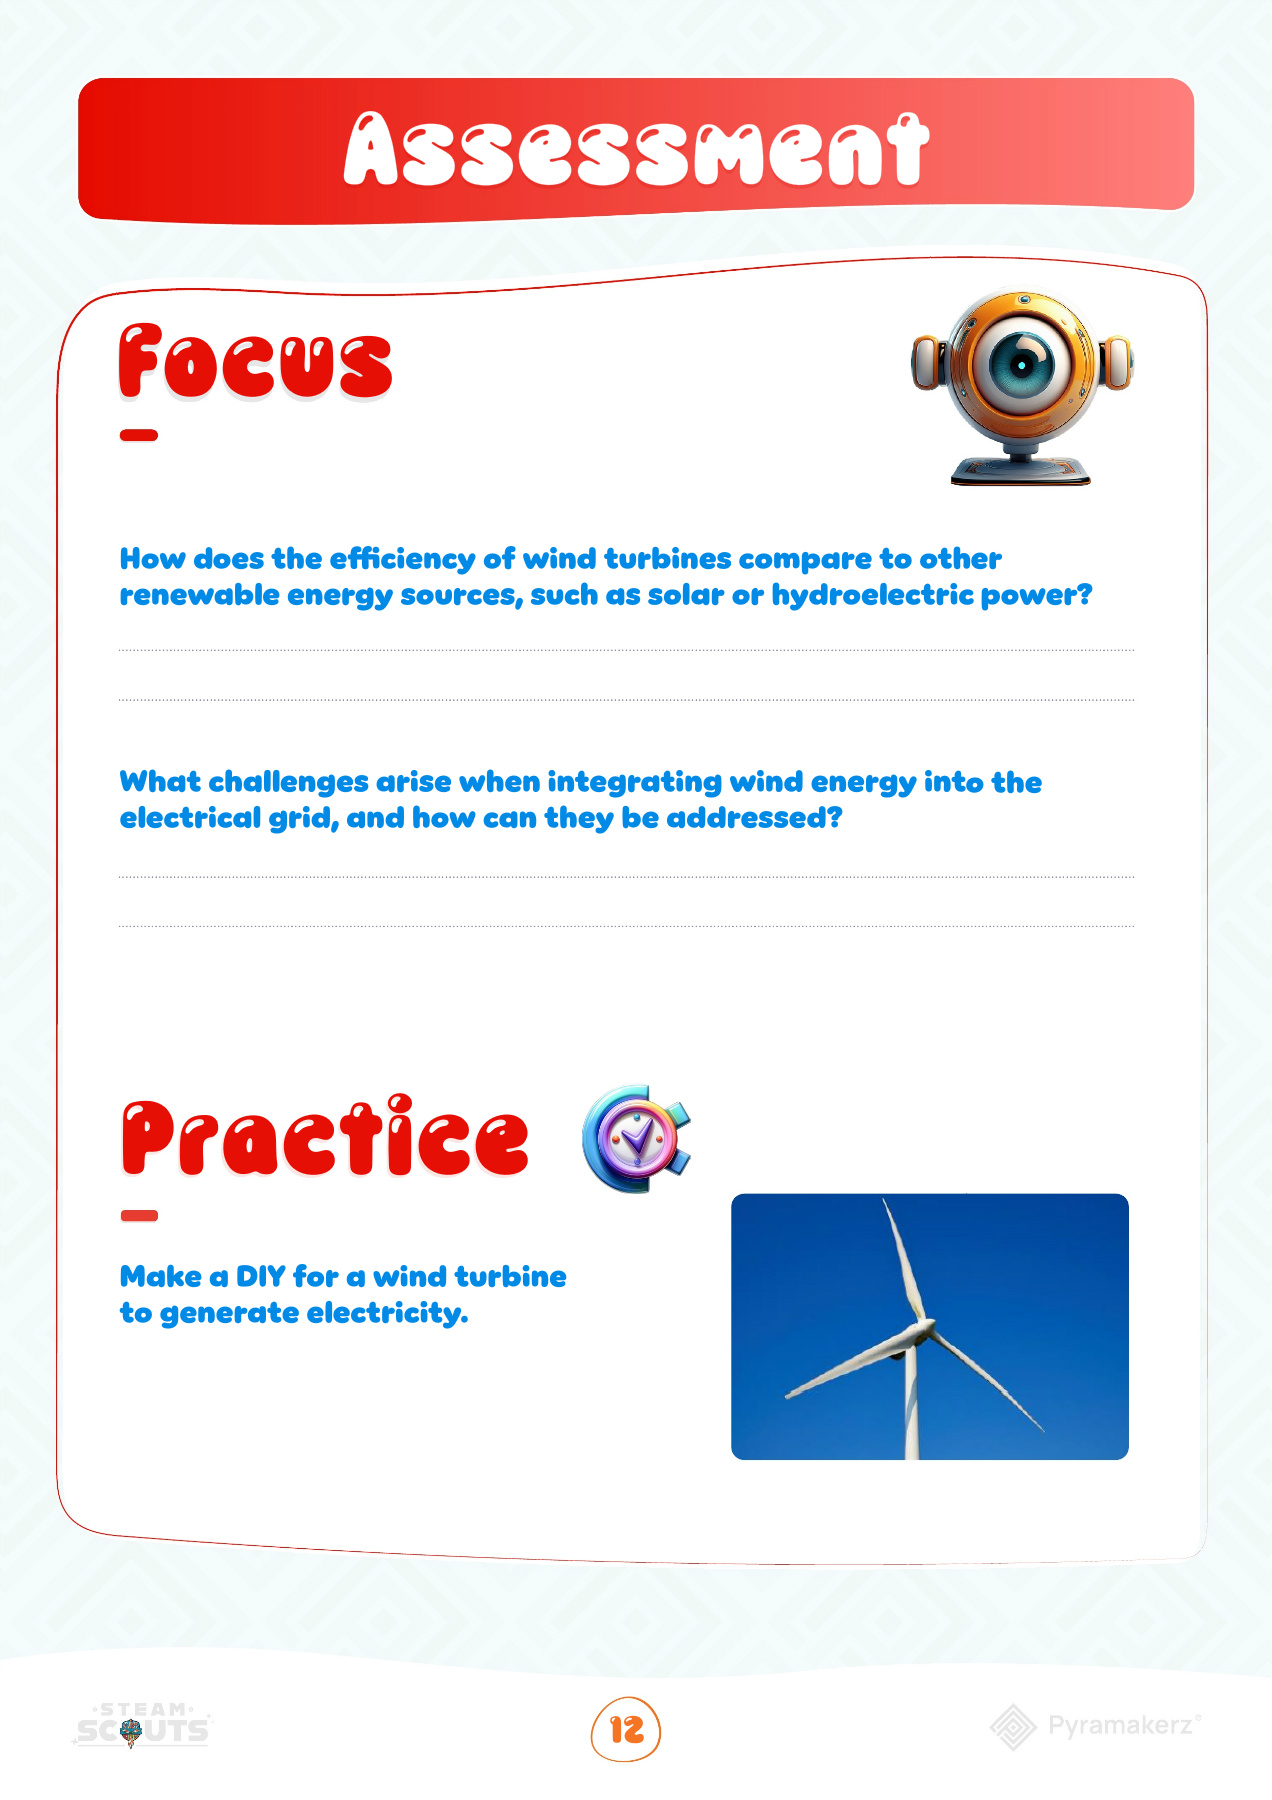 Assessment
Focus
How does the efficiency of wind turbines compare to other
renewable energy sources, such as solar or hydroelectric power?
What challenges arise when integrating wind energy into the
electrical grid, and how can they be addressed?
Practice
Make a DIY for a wind turbine
to generate electricity.
STEAM
SCOUTS
12
Pyramakerz